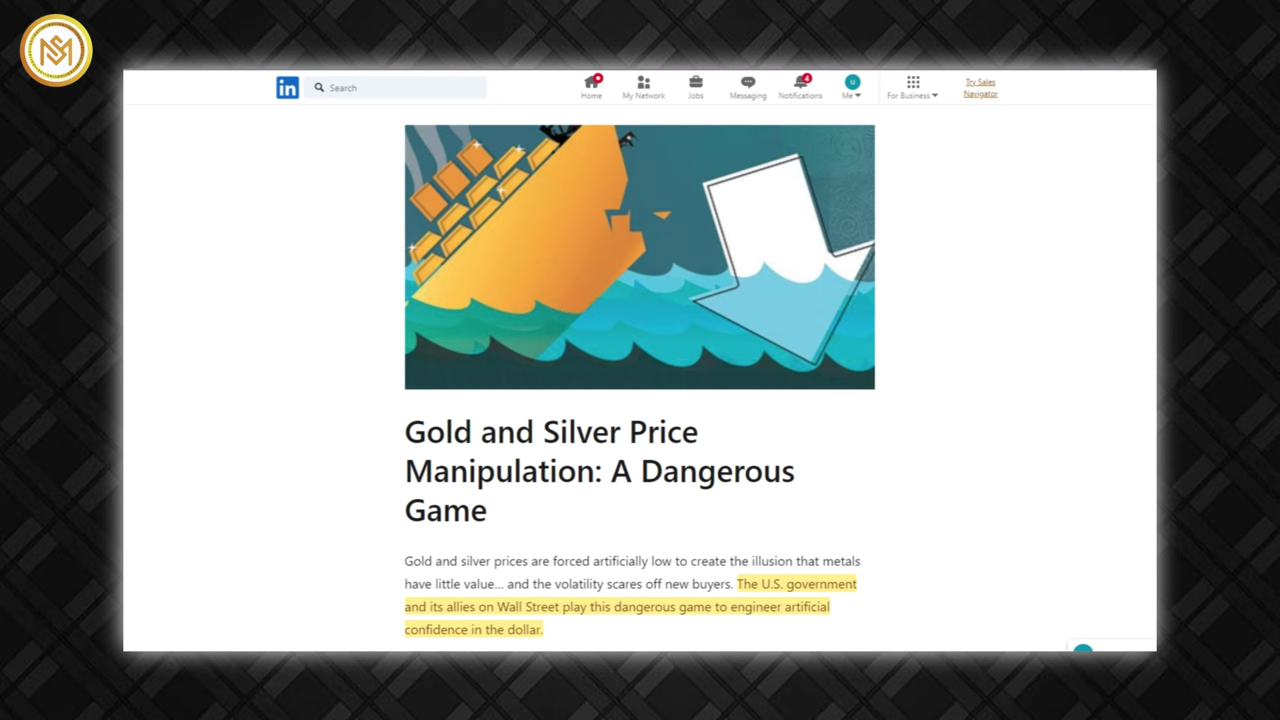 in
Search
Home
My Network
Jobs
Messaging
4
Notifications
Me
For Business
Try Sales
Navigator
Gold and Silver Price
Manipulation: A Dangerous
Game
Gold and silver prices are forced artificially low to create the illusion that metals
have little value... and the volatility scares off new buyers. The U.S. government
and its allies on Wall Street play this dangerous game to engineer artificial
confidence in the dollar.